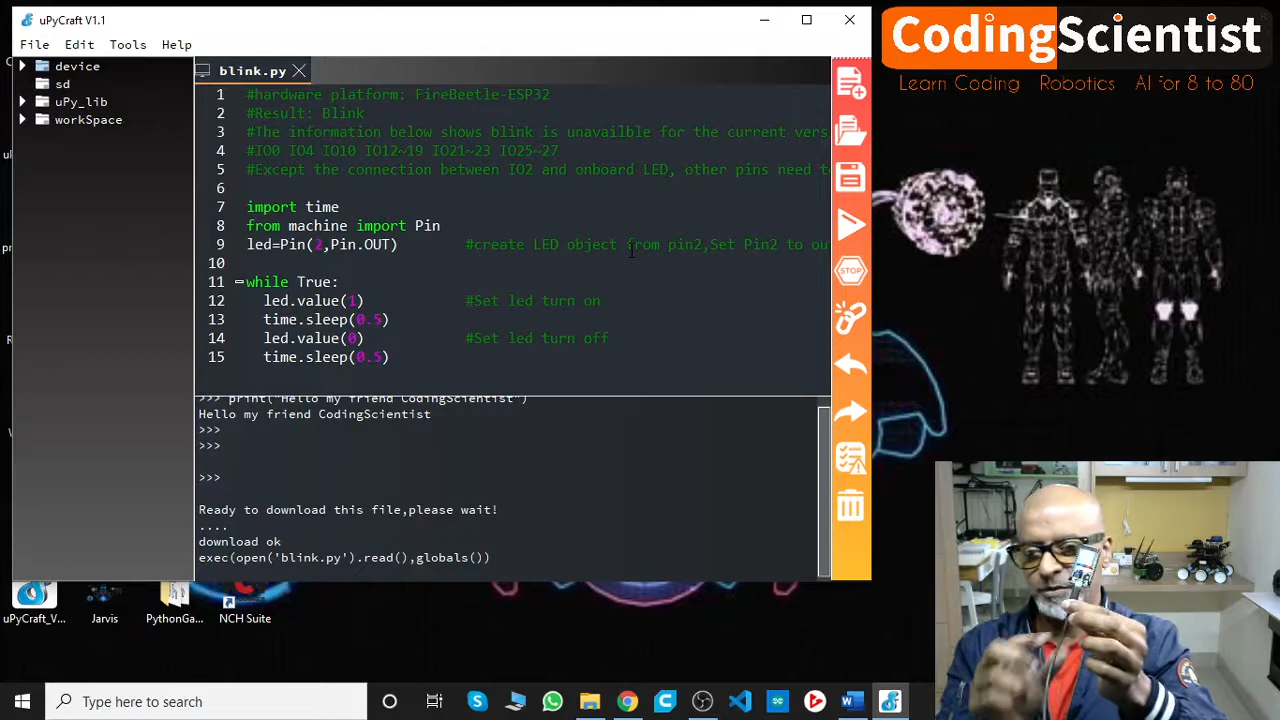 uPyCraft V1.1
File Edit Tools Help
device
sd
uPy_lib
workSpace
blink.py
1 #hardware platform: FireBeetle-ESP32
2 #Result: Blink
3 #The information below shows blink is unavailble for the current vers
4 #IO0 IO4 IO10 IO12~19 IO21~23 IO25~27
5 #Except the connection between IO2 and onboard LED, other pins need to
6
7 import time
8 from machine import Pin
9 led=Pin(2,Pin.OUT) #create LED object from pin2,Set Pin2 to ou
10
11 while True:
12 led.value(1) #Set led turn on
13 time.sleep(0.5)
14 led.value(0) #Set led turn off
15 time.sleep(0.5)
>>> print("Hello my friend CodingScientist")
Hello my friend CodingScientist
>>>
>>>
>>>
Ready to download this file,please wait!
....
download ok
exec(open('blink.py').read(),globals())
STOP
CodingScientist
Learn Coding Robotics AI for 8 to 80
uPyCraft_V... Jarvis PythonGa... NCH Suite
Type here to search